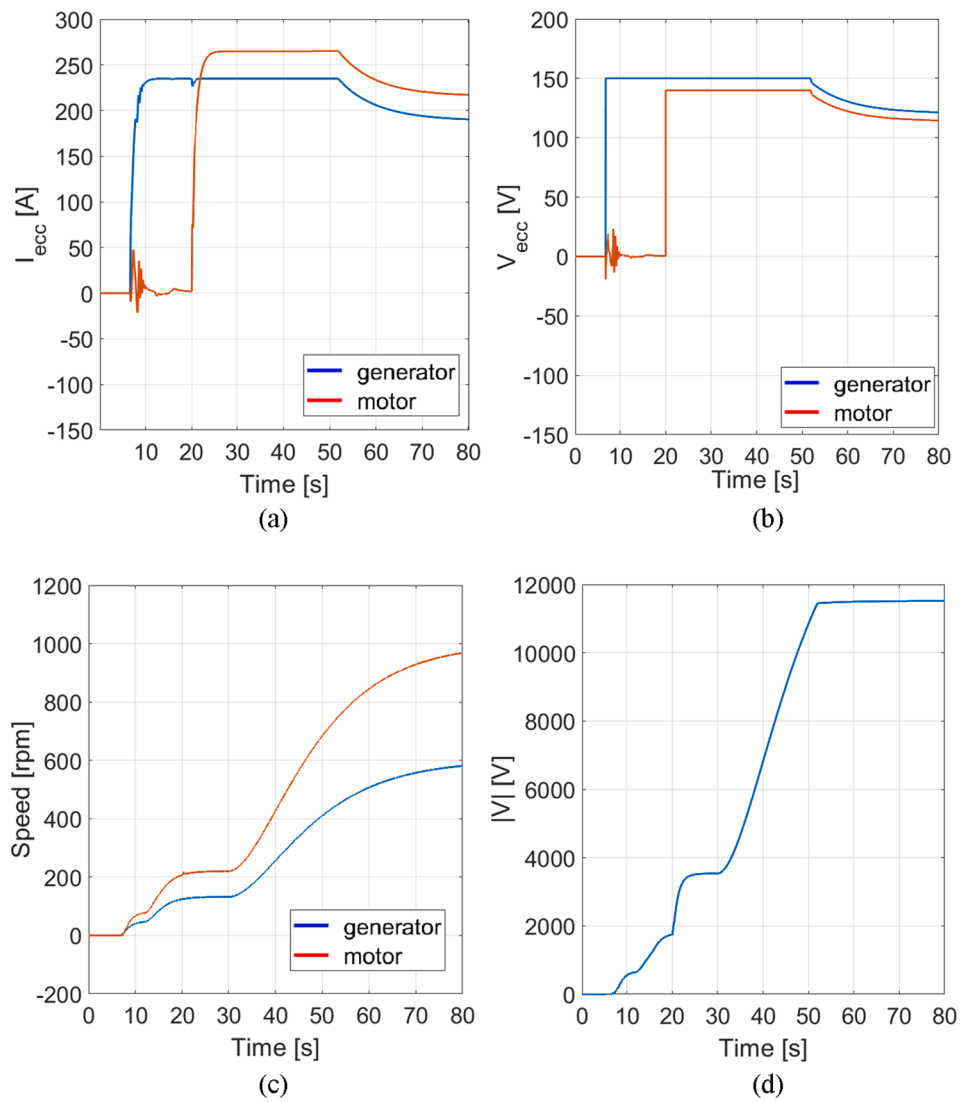 300
250
200
150
100
50
0
-50
-100
-150
I_ecc [A]
generator
motor
10 20 30 40 50 60 70 80
Time [s]
(a)
200
150
100
50
0
-50
-100
-150
V_ecc [V]
generator
motor
0 10 20 30 40 50 60 70 80
Time [s]
(b)
1200
1000
800
600
400
200
0
-200
Speed [rpm]
generator
motor
0 10 20 30 40 50 60 70 80
Time [s]
(c)
12000
10000
8000
6000
4000
2000
0
|V| [V]
0 10 20 30 40 50 60 70 80
Time [s]
(d)